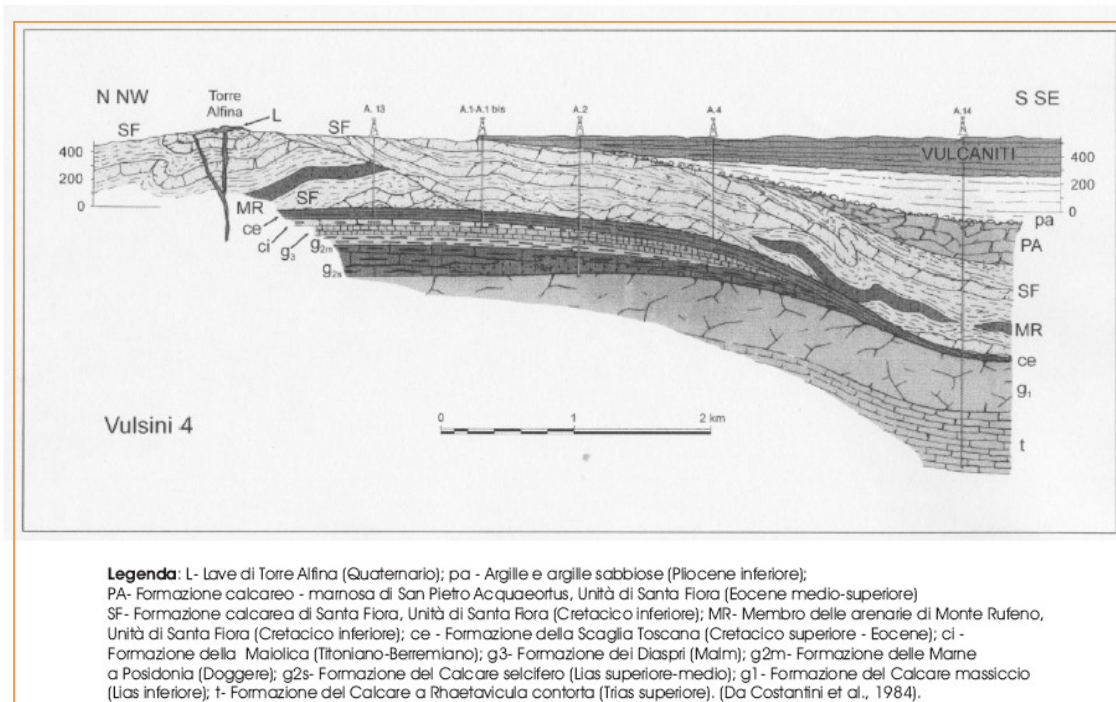 N NW
Torre
Alfina
L
SF
SF
A. 13
A.1-A.1 bis
A.2
A.4
A.14
S SE
VULCANITI
400
200
0
400
200
0
SF
MR
ce
ci
g3
g2m
g2s
pa
PA
SF
MR
ce
g1
t
Vulsini 4
0 1 2 km
Legenda: L- Lave di Torre Alfina (Quaternario); pa - Argille e argille sabbiose (Pliocene inferiore);
PA- Formazione calcareo - marnosa di San Pietro Acquaeortus, Unità di Santa Fiora (Eocene medio-superiore)
SF- Formazione calcarea di Santa Fiora, Unità di Santa Fiora (Cretacico inferiore); MR- Membro delle arenarie di Monte Rufeno,
Unità di Santa Fiora (Cretacico inferiore); ce - Formazione della Scaglia Toscana (Cretacico superiore - Eocene); ci -
Formazione della Maiolica (Titoniano-Berremiano); g3- Formazione dei Diaspri (Malm); g2m- Formazione delle Marne
a Posidonia (Doggere); g2s- Formazione del Calcare selcifero (Lias superiore-medio); g1- Formazione del Calcare massiccio
(Lias inferiore); t- Formazione del Calcare a Rhaetavicula contorta (Trias superiore). (Da Costantini et al., 1984).